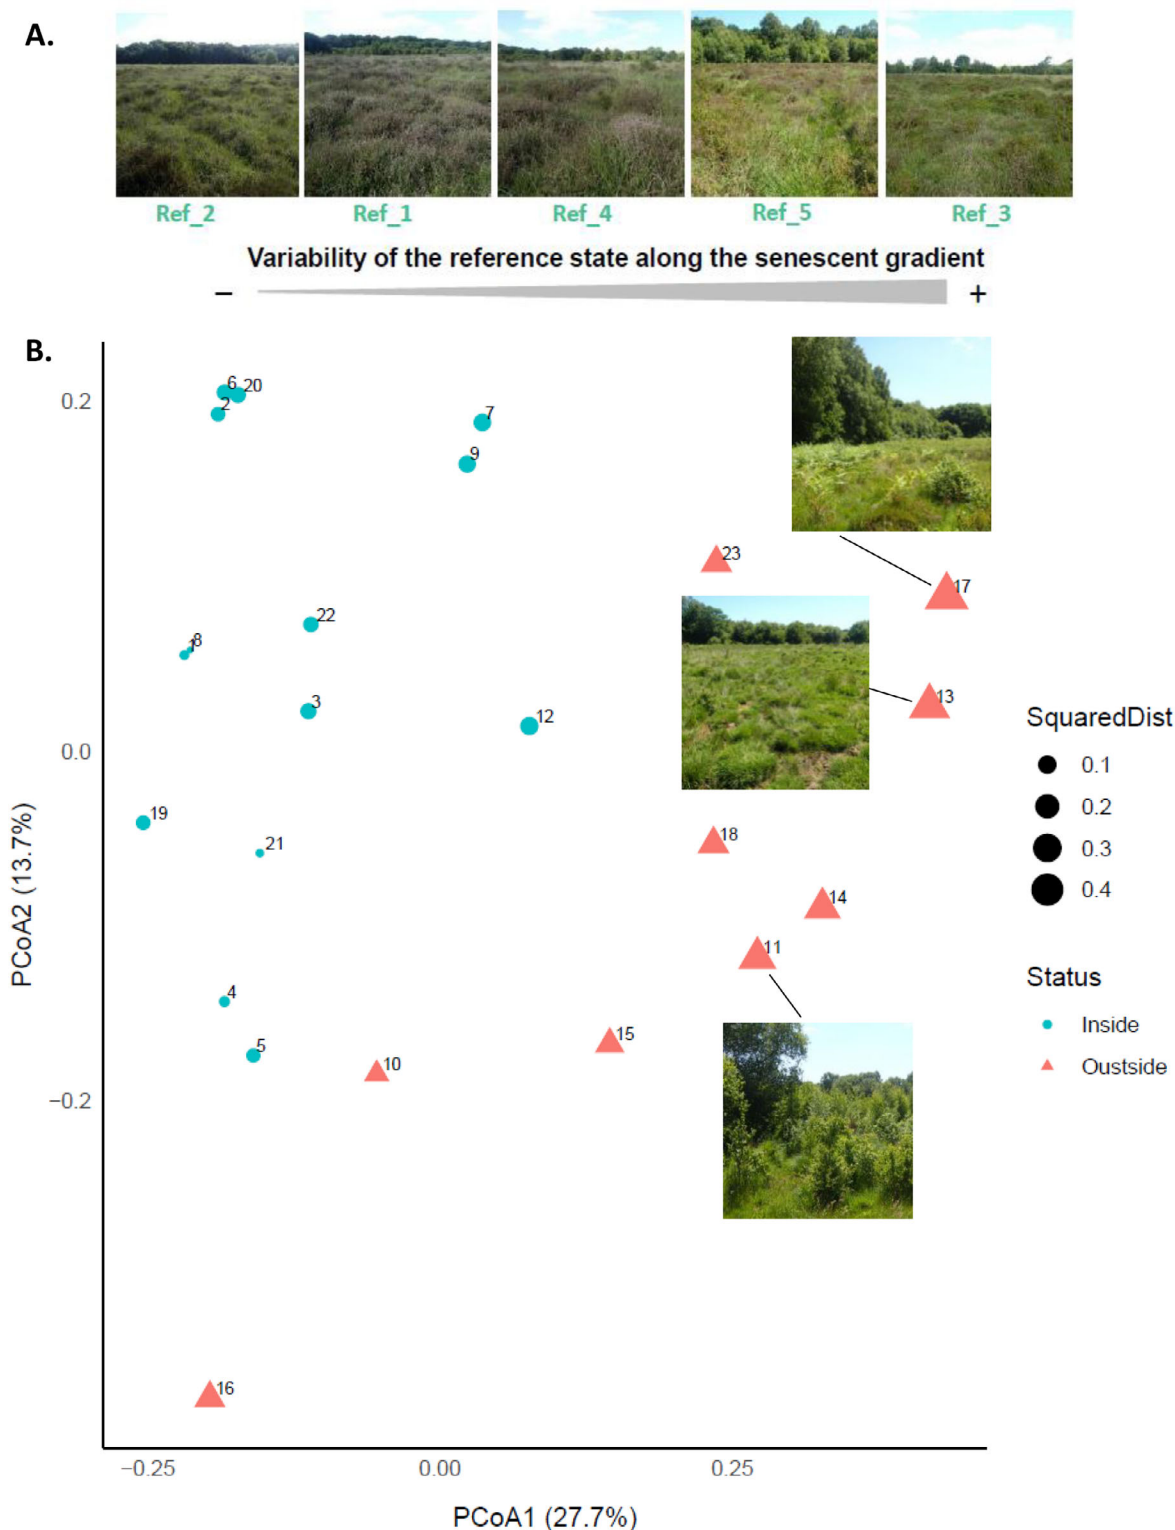 A.
Ref_2 Ref_1 Ref_4 Ref_5 Ref_3
Variability of the reference state along the senescent gradient
− +
B.
0.2
0.0
−0.2
PCoA2 (13.7%)
6 20
2
7
9
23
17
22
1 8
3
12
13
19
21
18
14
11
4
5
10
15
16
−0.25 0.00 0.25
PCoA1 (27.7%)
SquaredDist
0.1
0.2
0.3
0.4
Status
Inside
Oustside